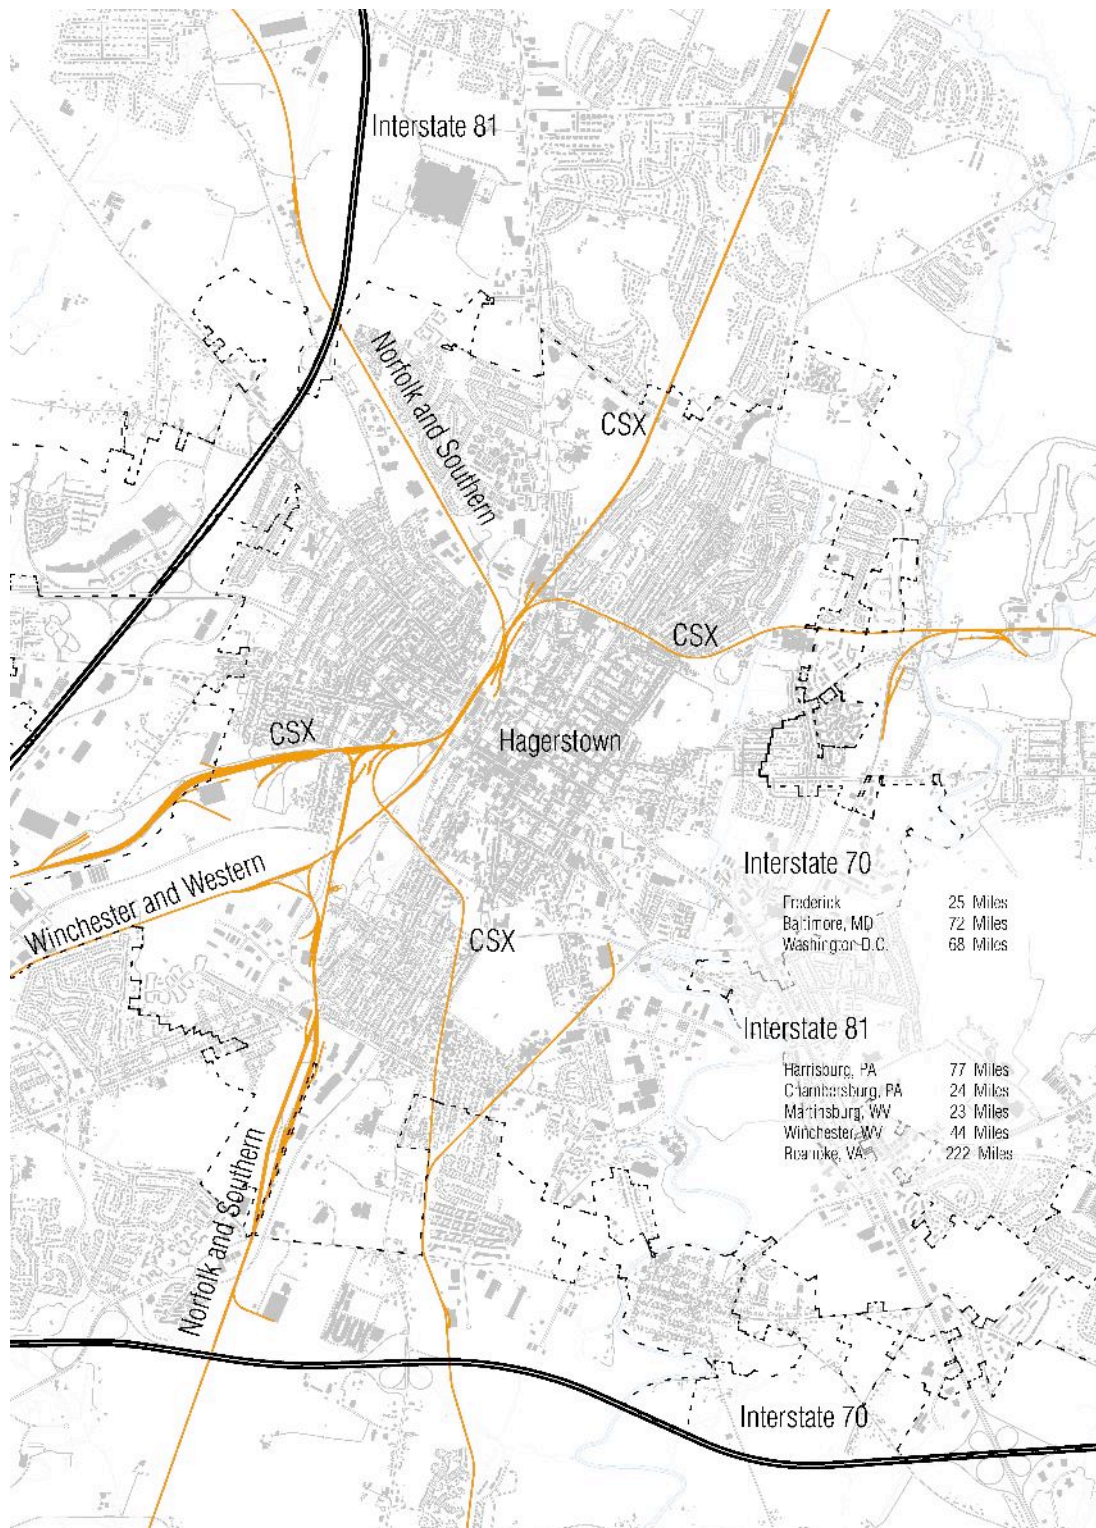 Interstate 81
Norfolk and Southern
CSX
CSX
CSX
Hagerstown
Winchester and Western
CSX
Interstate 70
Frederick 25 Miles
Baltimore, MD 72 Miles
Washington D.C. 68 Miles
Interstate 81
Harrisburg, PA 77 Miles
Chambersburg, PA 24 Miles
Martinsburg, WV 23 Miles
Winchester, WV 44 Miles
Roanoke, VA 222 Miles
Norfolk and Southern
Interstate 70